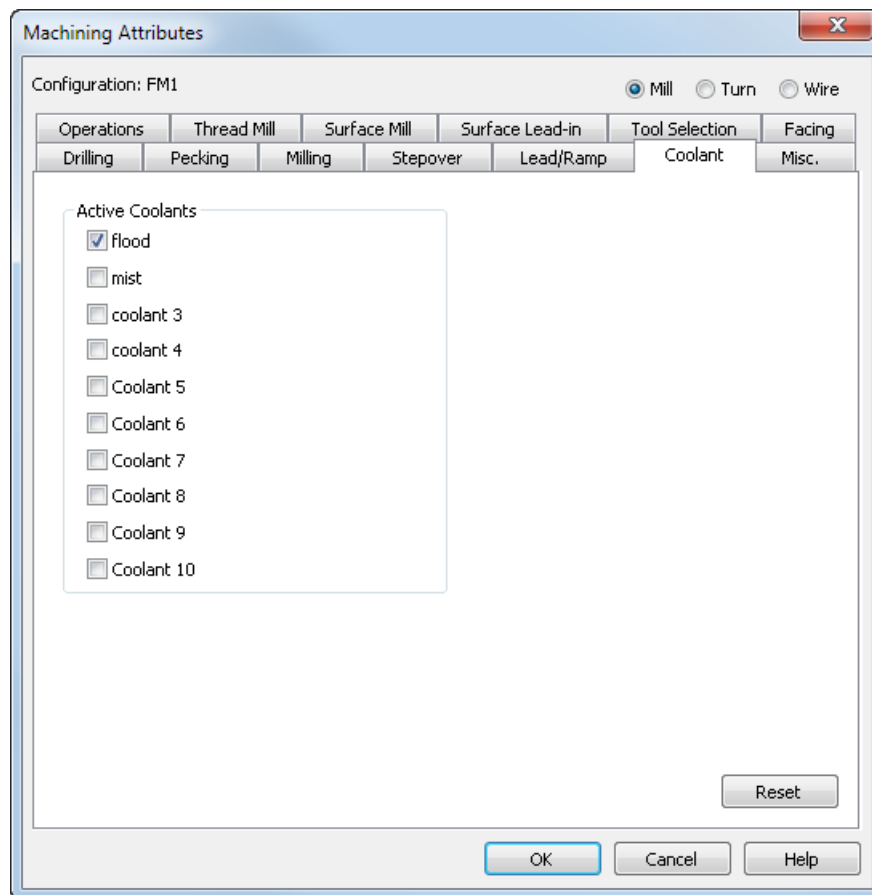 Machining Attributes
Configuration: FM1
Mill Turn Wire
Operations Thread Mill Surface Mill Surface Lead-in Tool Selection Facing
Drilling Pecking Milling Stepover Lead/Ramp Coolant Misc.
Active Coolants
flood
mist
coolant 3
coolant 4
Coolant 5
Coolant 6
Coolant 7
Coolant 8
Coolant 9
Coolant 10
Reset
OK Cancel Help